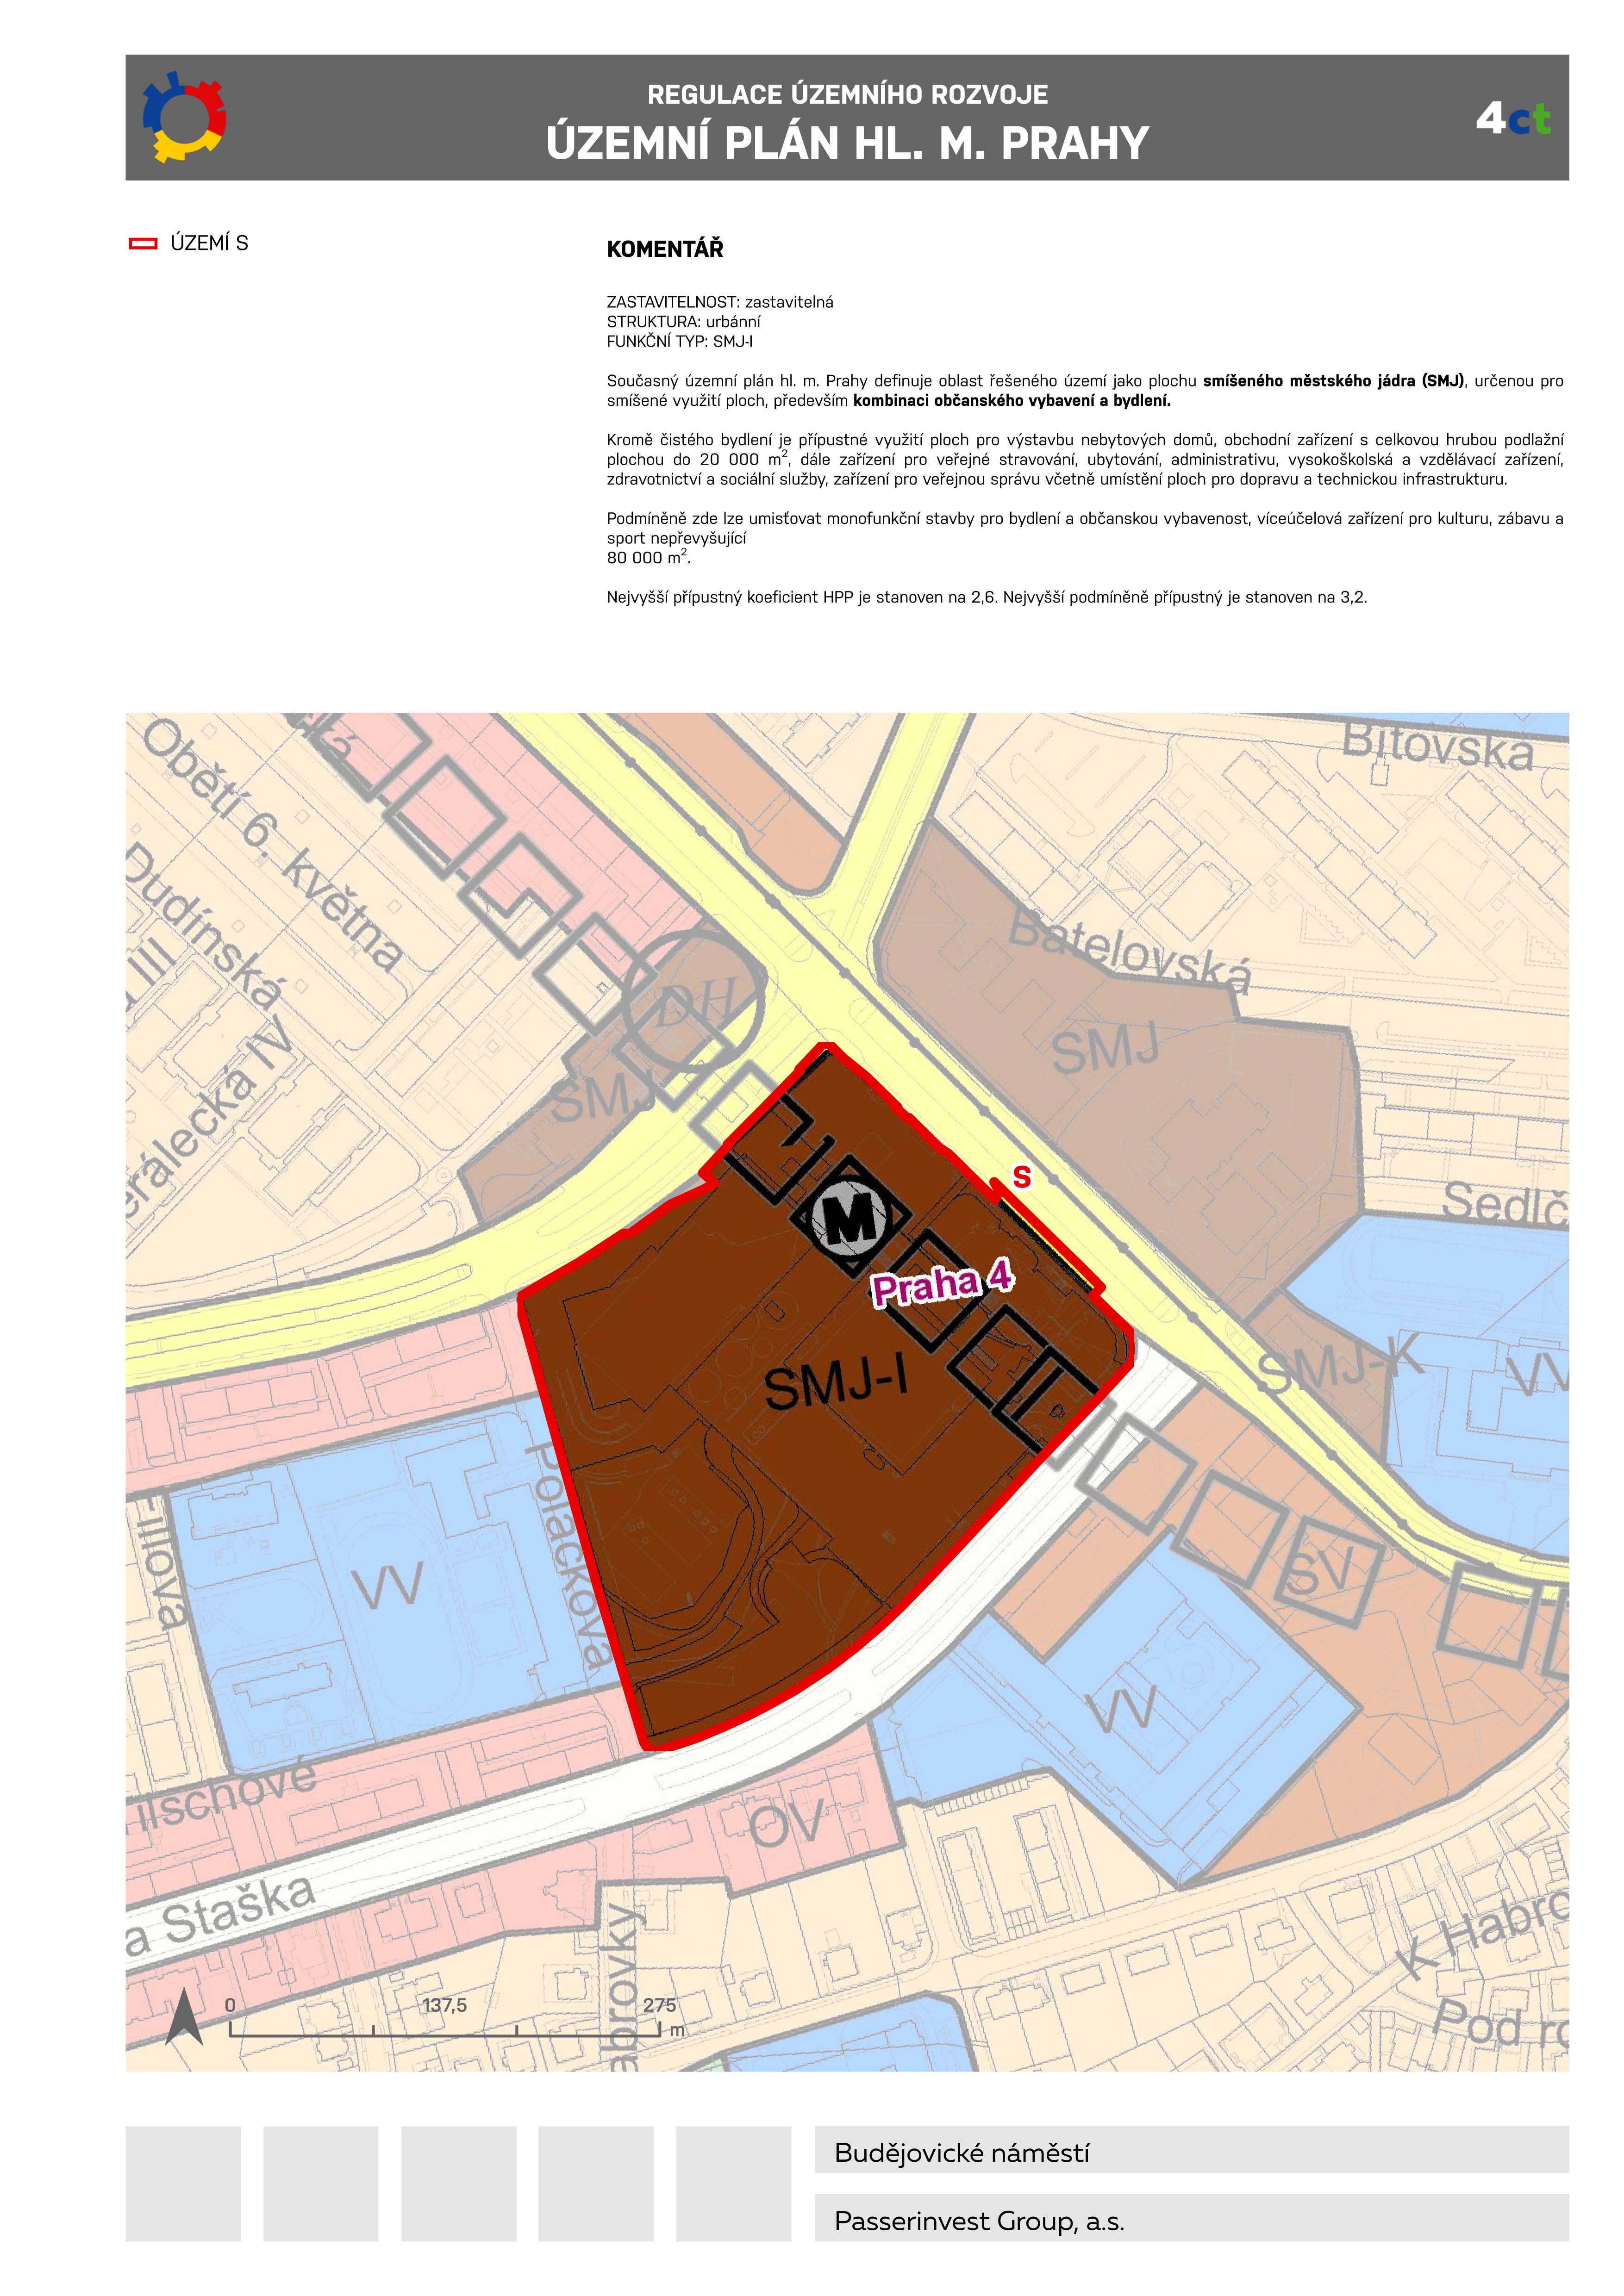 REGULACE ÚZEMNÍHO ROZVOJE
ÚZEMNÍ PLÁN HL. M. PRAHY
4ct
ÚZEMÍ S
KOMENTÁŘ
ZASTAVITELNOST: zastavitelná
STRUKTURA: urbánní
FUNKČNÍ TYP: SMJ-I
Současný územní plán hl. m. Prahy definuje oblast řešeného území jako plochu smíšeného městského jádra (SMJ), určenou pro
smíšené využití ploch, především kombinaci občanského vybavení a bydlení.
Kromě čistého bydlení je přípustné využití ploch pro výstavbu nebytových domů, obchodní zařízení s celkovou hrubou podlažní
plochou do 20 000 m², dále zařízení pro veřejné stravování, ubytování, administrativu, vysokoškolská a vzdělávací zařízení,
zdravotnictví a sociální služby, zařízení pro veřejnou správu včetně umístění ploch pro dopravu a technickou infrastrukturu.
Podmíněně zde lze umisťovat monofunkční stavby pro bydlení a občanskou vybavenost, víceúčelová zařízení pro kulturu, zábavu a
sport nepřevyšující
80 000 m².
Nejvyšší přípustný koeficient HPP je stanoven na 2,6. Nejvyšší podmíněně přípustný je stanoven na 3,2.
Bítovská
Obětí 6. května
Dudínská
III
Batelovská
DH
SMJ
SMJ
erálecká IV
S
Sedlč
M
Praha 4
SMJ-I
SMJ-K
VV
Poláčkova
VV
SV
VV
OV
a Staška
K Habro
abrovky
Pod ro
0
137,5
275
m
Budějovické náměstí
Passerinvest Group, a.s.